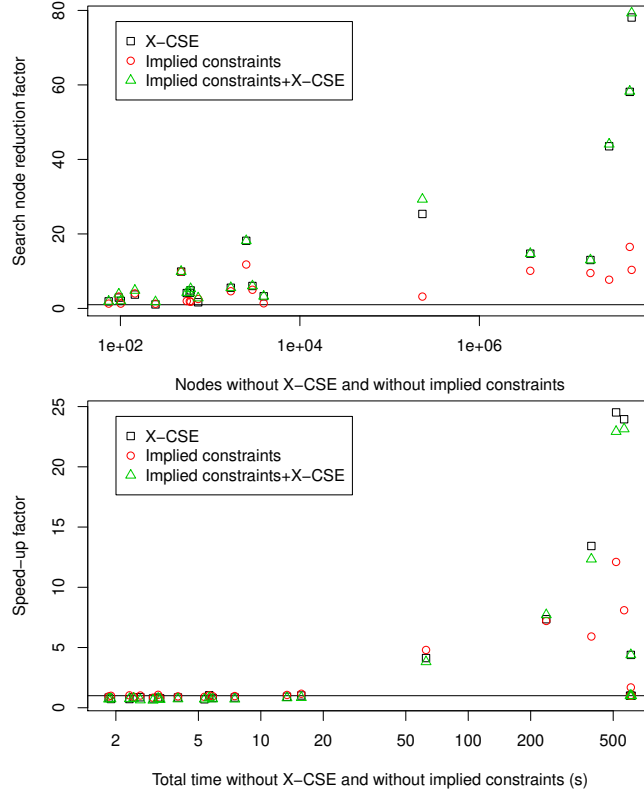 80
60
40
20
0
Search node reduction factor
X−CSE
Implied constraints
Implied constraints+X−CSE
1e+02 1e+04 1e+06
Nodes without X−CSE and without implied constraints
25
20
15
10
5
0
Speed−up factor
X−CSE
Implied constraints
Implied constraints+X−CSE
2 5 10 20 50 100 200 500
Total time without X−CSE and without implied constraints (s)